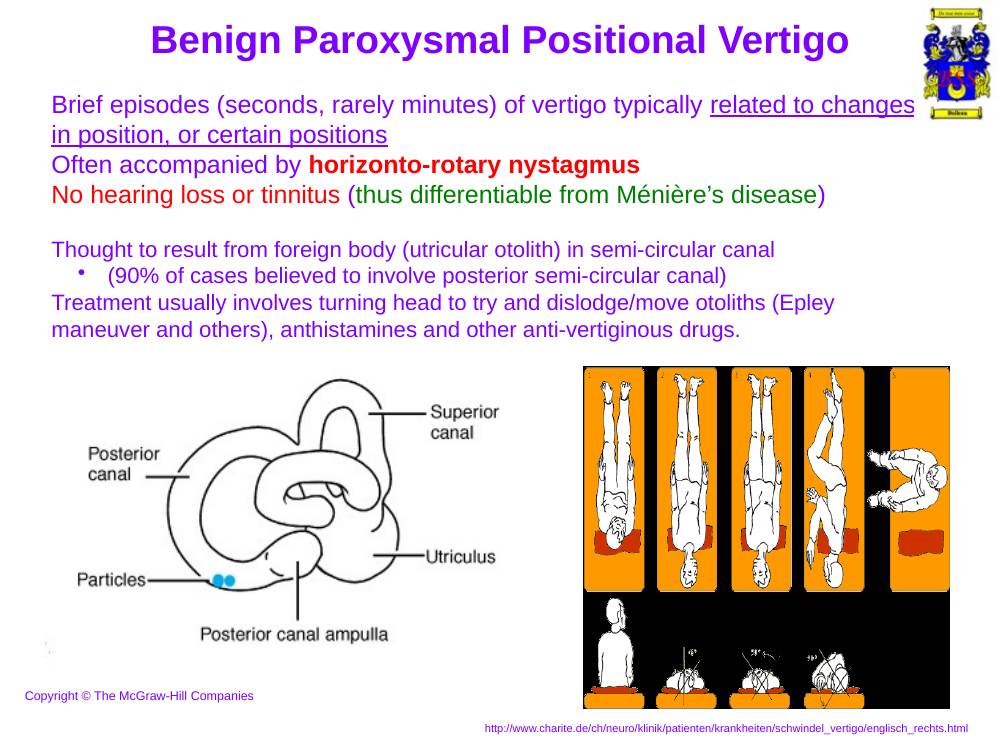 Benign Paroxysmal Positional Vertigo
Brief episodes (seconds, rarely minutes) of vertigo typically related to changes
in position, or certain positions
Often accompanied by horizonto-rotary nystagmus
No hearing loss or tinnitus (thus differentiable from Ménière’s disease)
Thought to result from foreign body (utricular otolith) in semi-circular canal
• (90% of cases believed to involve posterior semi-circular canal)
Treatment usually involves turning head to try and dislodge/move otoliths (Epley
maneuver and others), anthistamines and other anti-vertiginous drugs.
Superior
canal
Posterior
canal
Utriculus
Particles
Posterior canal ampulla
Copyright © The McGraw-Hill Companies
http://www.charite.de/ch/neuro/klinik/patienten/krankheiten/schwindel_vertigo/englisch_rechts.html